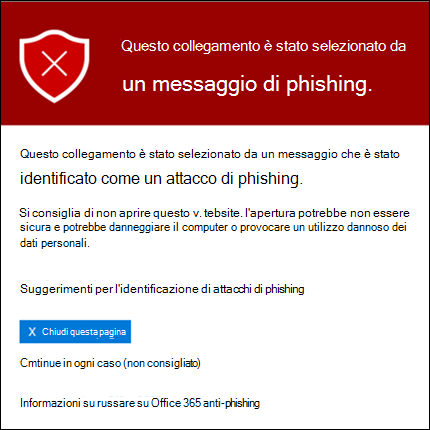 Questo collegamento è stato selezionato da
un messaggio di phishing.
Questo collegamento è stato selezionato da un messaggio che è stato
identificato come un attacco di phishing.
Si consiglia di non aprire questo v. tebsite. l'apertura potrebbe non essere
sicura e potrebbe danneggiare il computer o provocare un utilizzo dannoso dei
dati personali.
Suggerimenti per l'identificazione di attacchi di phishing
X Chiudi questa pagina
Cmtinue in ogni caso (non consigliato)
Informazioni su russare su Office 365 anti-phishing